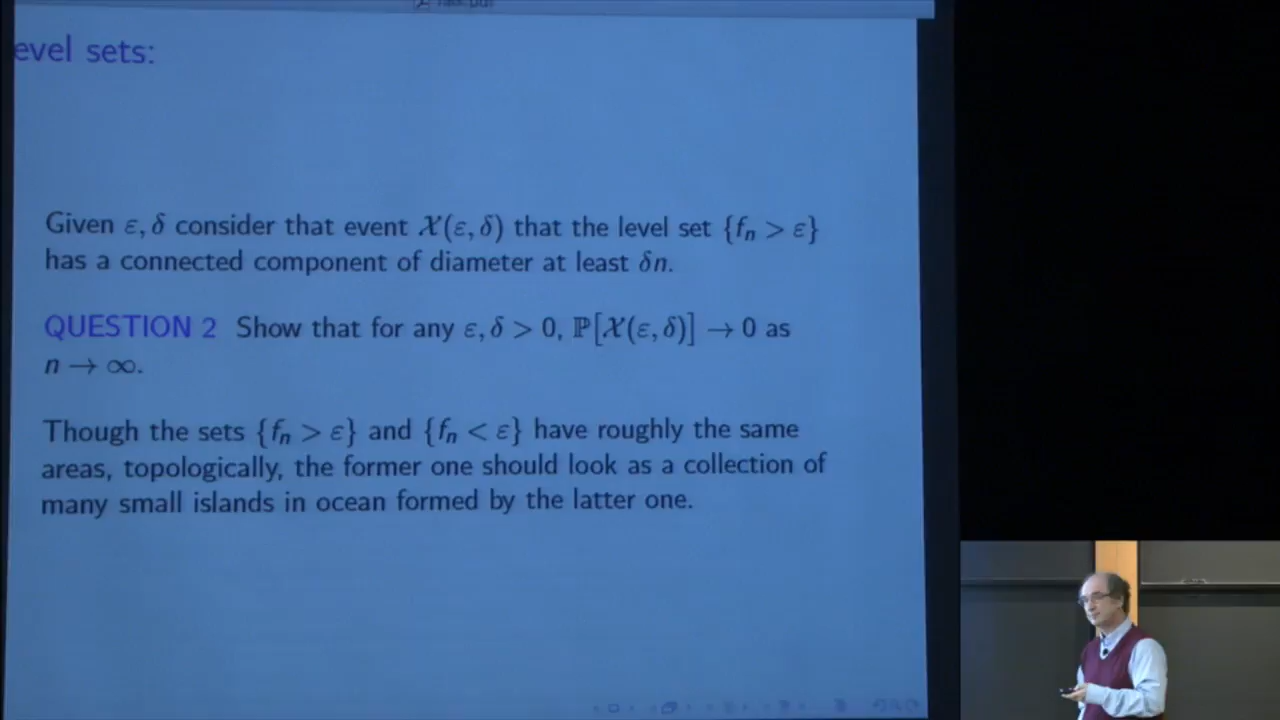 evel sets:
Given ε, δ consider that event 𝒳(ε, δ) that the level set {fₙ > ε}
has a connected component of diameter at least δn.
QUESTION 2 Show that for any ε, δ > 0, ℙ[𝒳(ε, δ)] → 0 as
n → ∞.
Though the sets {fₙ > ε} and {fₙ < ε} have roughly the same
areas, topologically, the former one should look as a collection of
many small islands in ocean formed by the latter one.